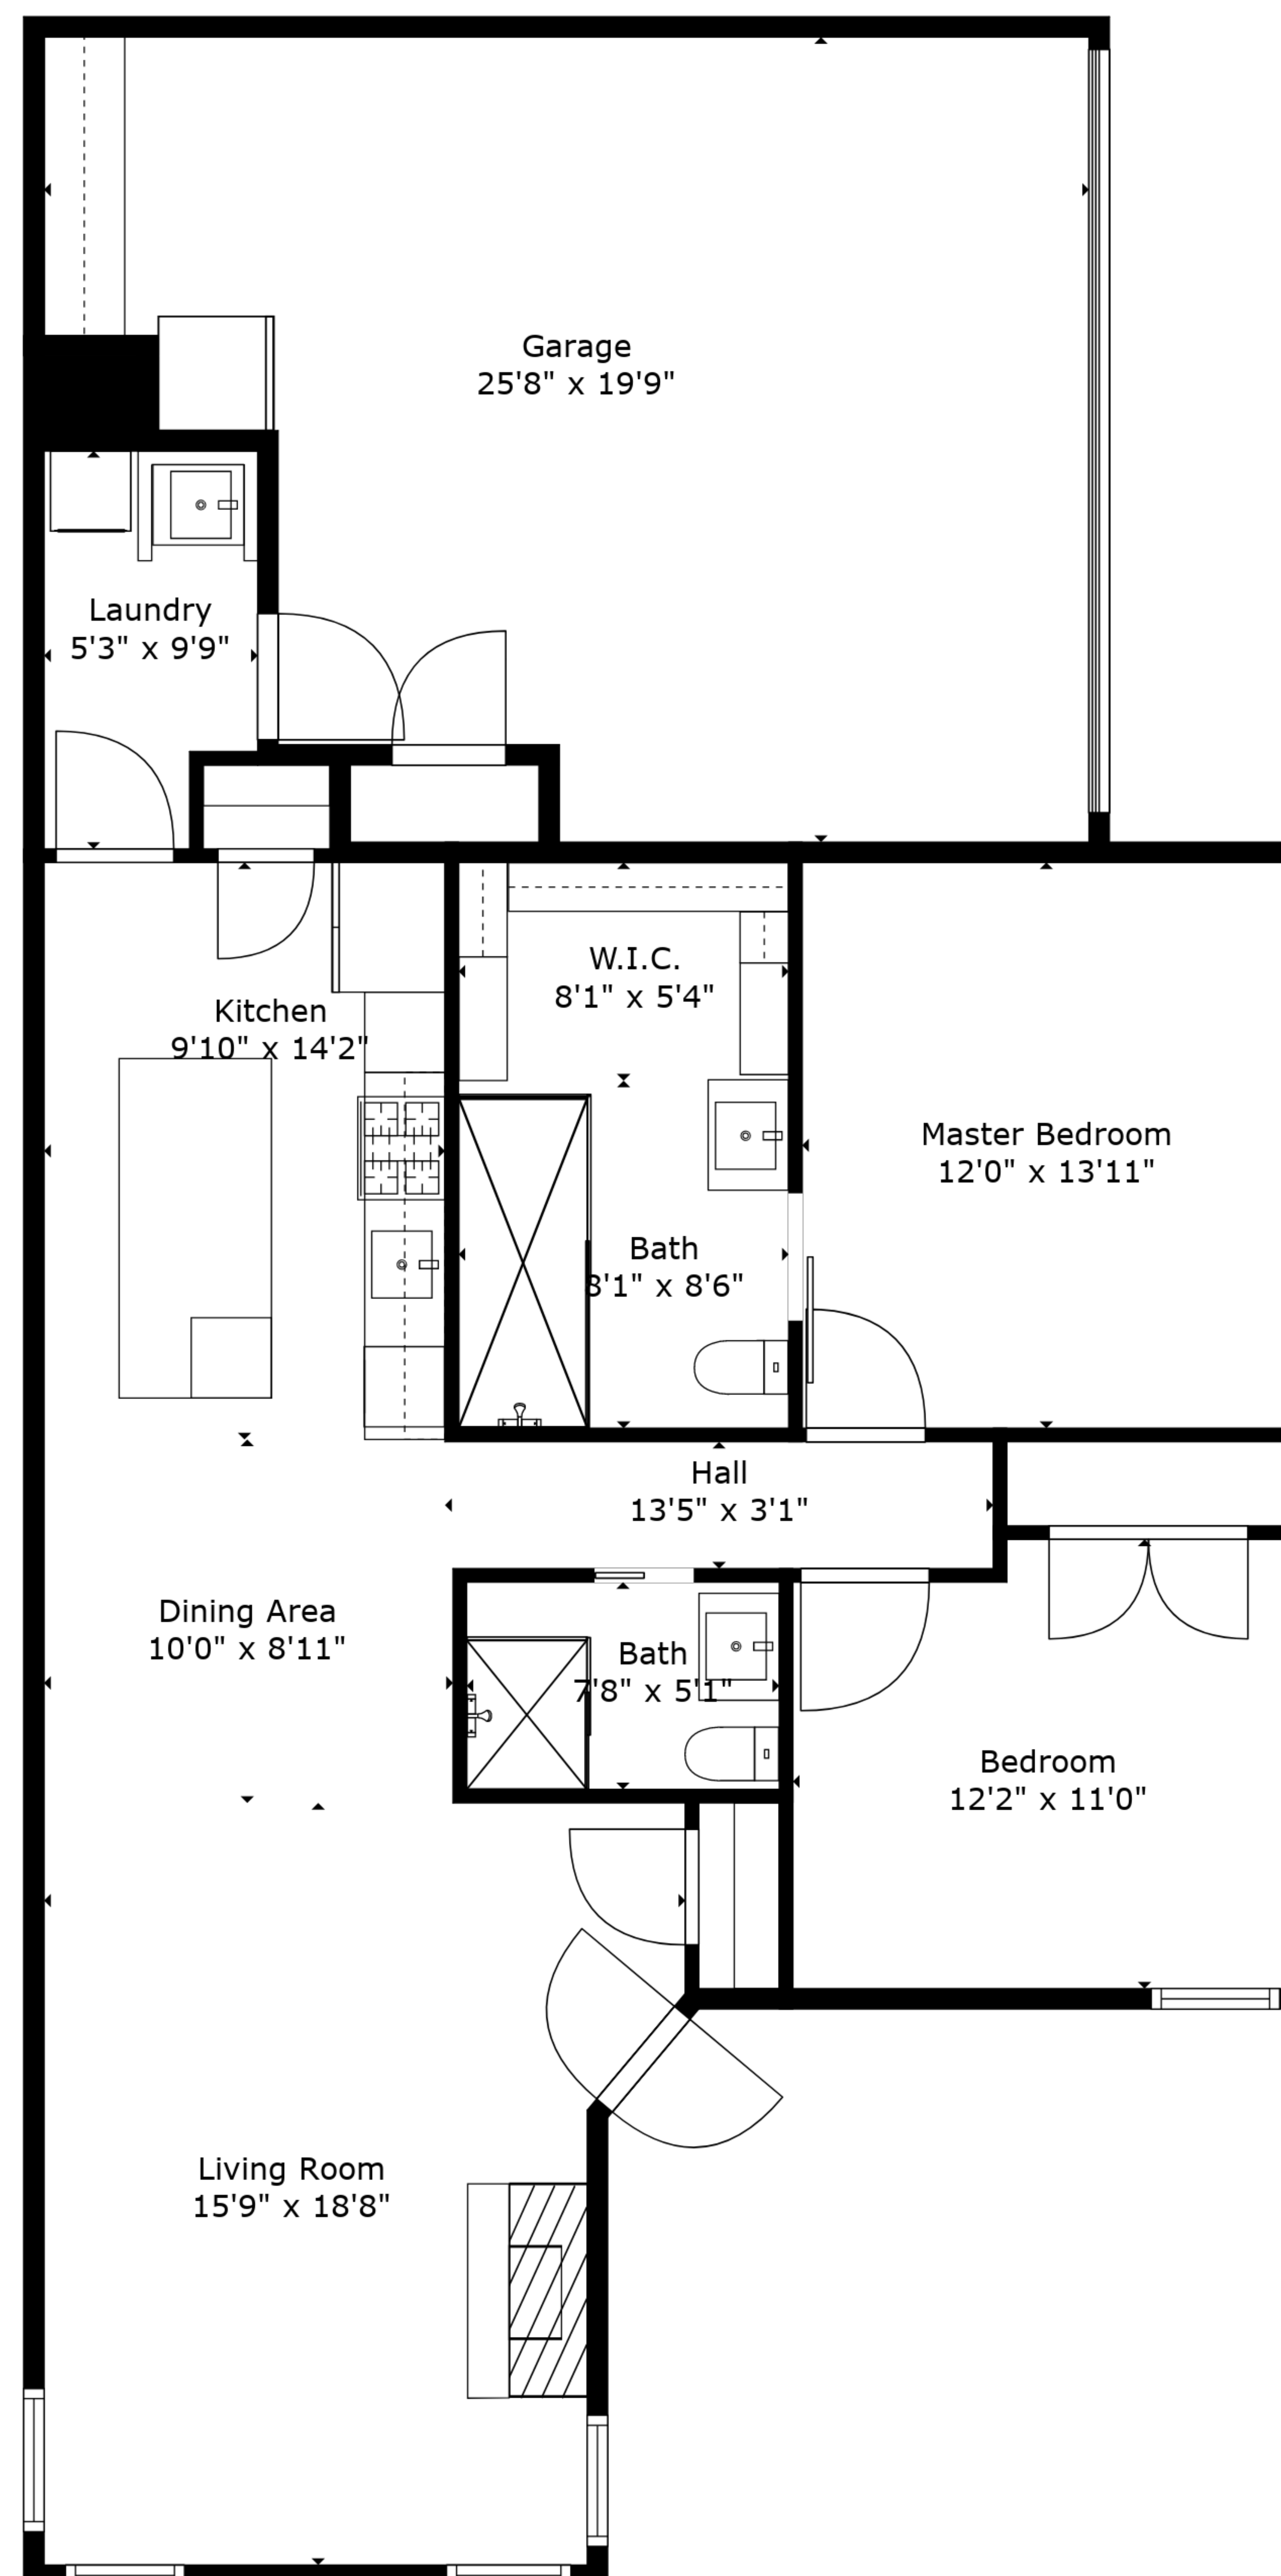 Garage
25'8" x 19'9"
Laundry
5'3" x 9'9"
W.I.C.
8'1" x 5'4"
Kitchen
9'10" x 14'2"
Master Bedroom
12'0" x 13'11"
Bath
8'1" x 8'6"
Hall
13'5" x 3'1"
Dining Area
10'0" x 8'11"
Bath
7'8" x 5'1"
Bedroom
12'2" x 11'0"
Living Room
15'9" x 18'8"